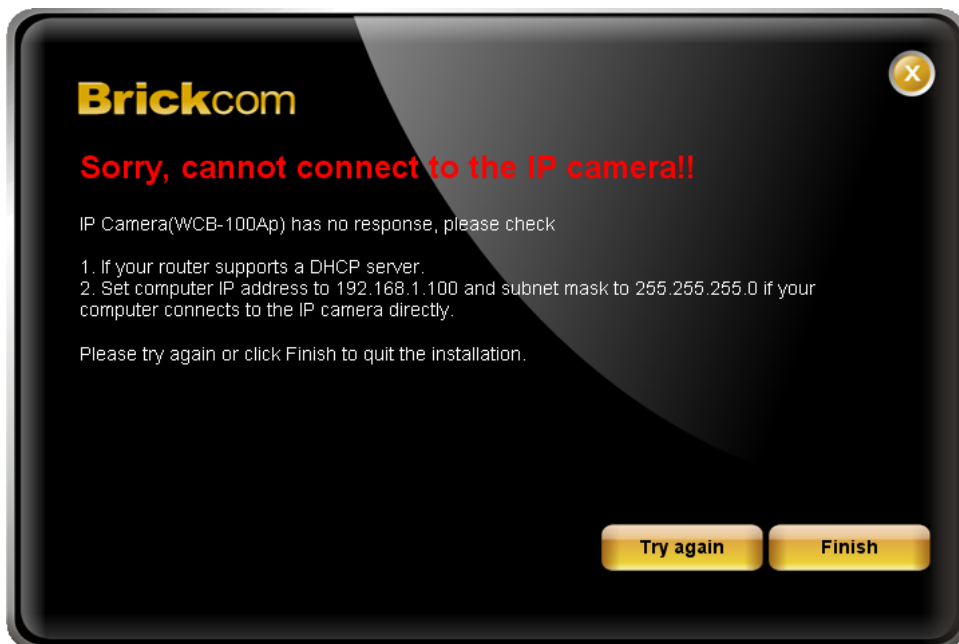 X
Brickcom
Sorry, cannot connect to the IP camera!!
IP Camera(WCB-100Ap) has no response, please check
1. If your router supports a DHCP server.
2. Set computer IP address to 192.168.1.100 and subnet mask to 255.255.255.0 if your
computer connects to the IP camera directly.
Please try again or click Finish to quit the installation.
Try again
Finish